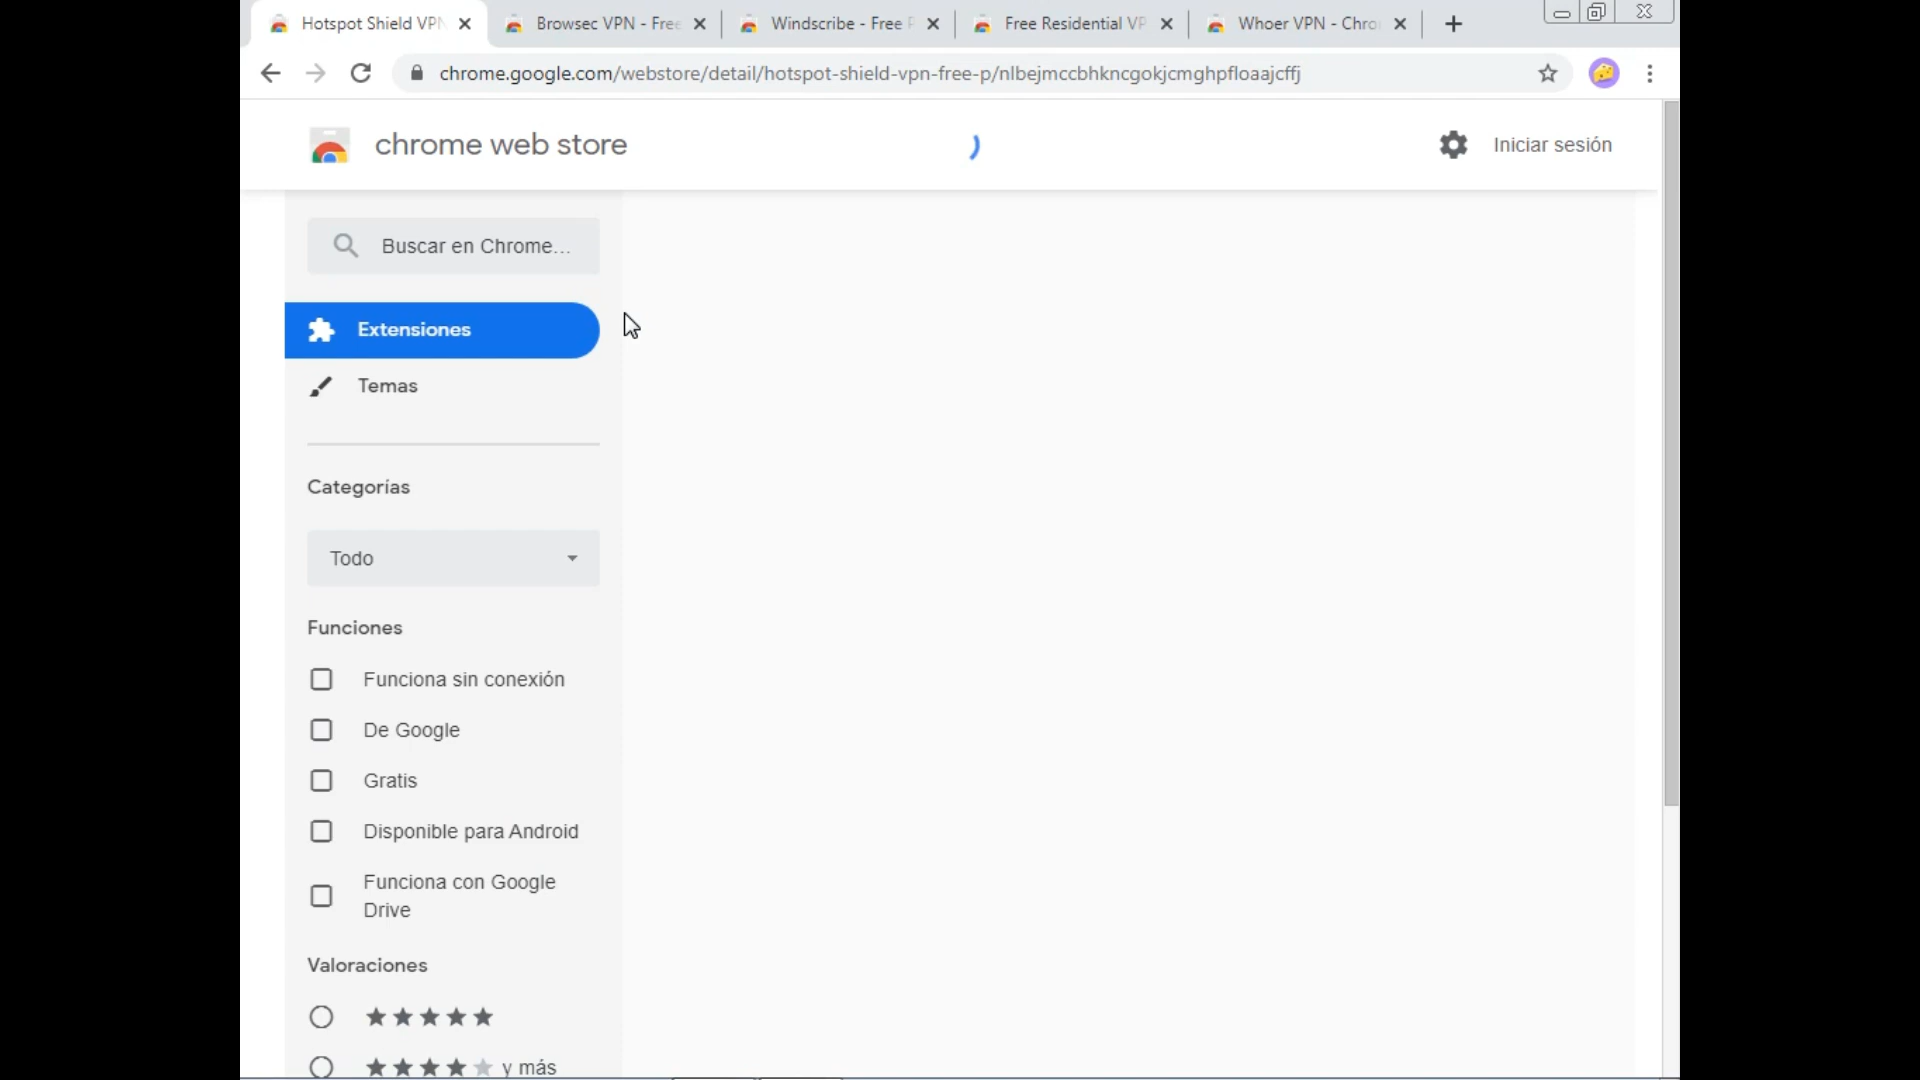 Hotspot Shield VPN
Browsec VPN - Free
Windscribe - Free
Free Residential VP
Whoer VPN - Chro
chrome.google.com/webstore/detail/hotspot-shield-vpn-free-p/nlbejmccbhkncgokjcmghpfloaajcffj
chrome web store
Iniciar sesión
Buscar en Chrome...
Extensiones
Temas
Categorías
Todo
Funciones
Funciona sin conexión
De Google
Gratis
Disponible para Android
Funciona con Google
Drive
Valoraciones
y más